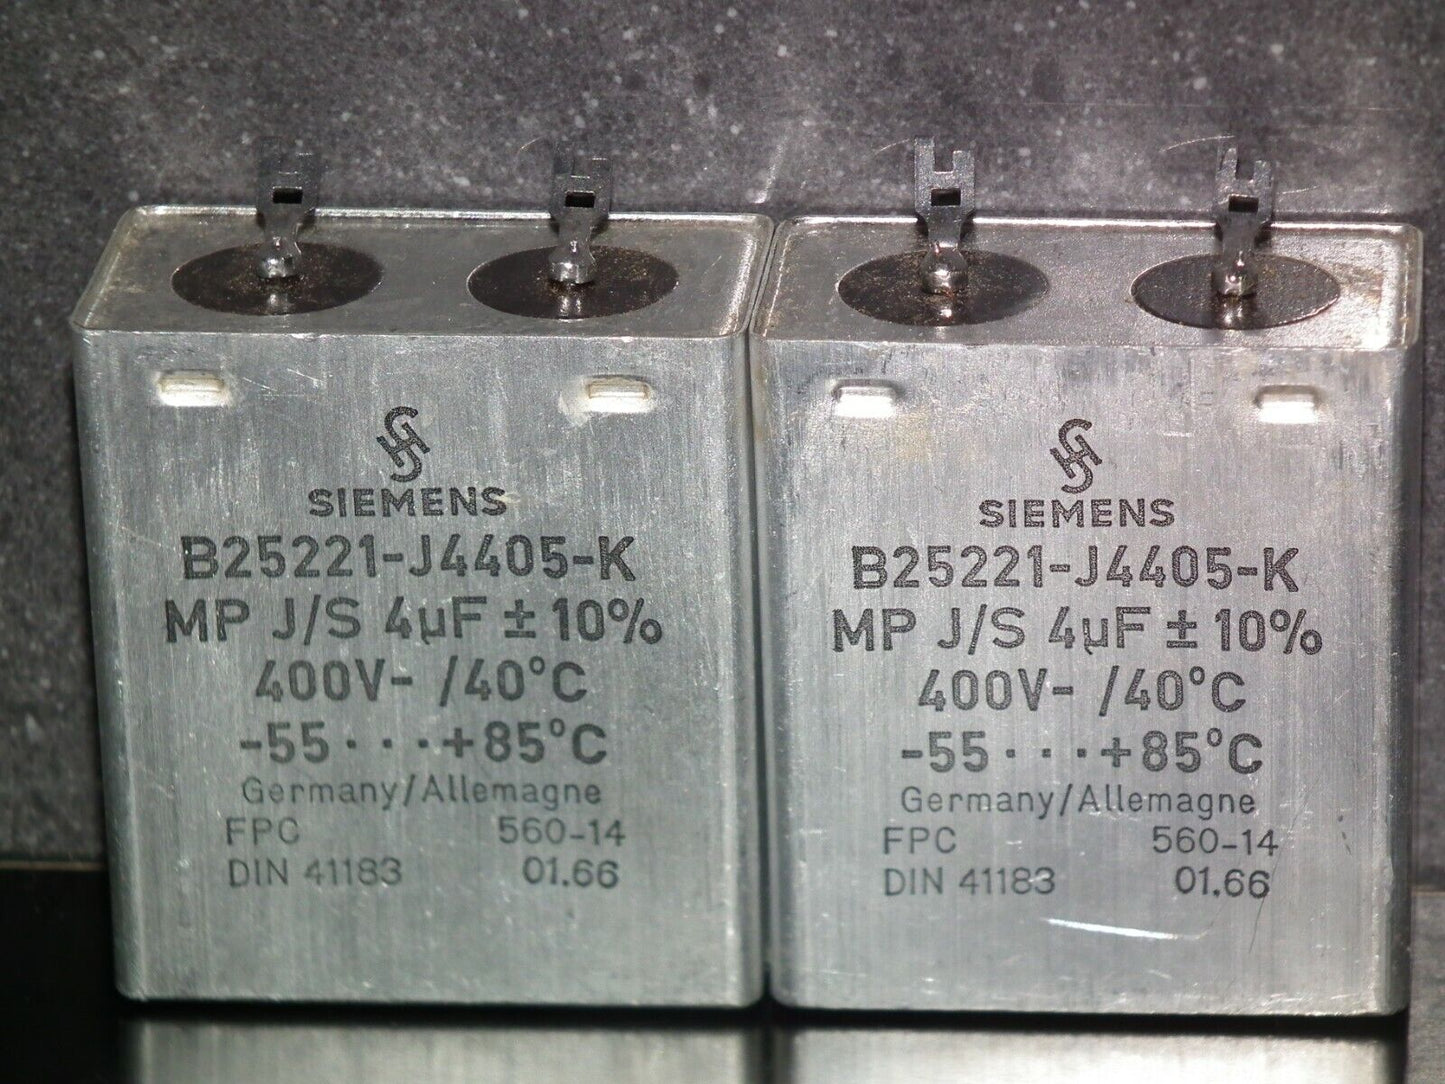 SIEMENS
B25221-J4405-K
MP J/S 4µF ± 10%
400V- /40°C
-55···+85°C
Germany/Allemagne
FPC 560-14
DIN 41183 01.66
SIEMENS
B25221-J4405-K
MP J/S 4µF ± 10%
400V- /40°C
-55···+85°C
Germany/Allemagne
FPC 560-14
DIN 41183 01.66